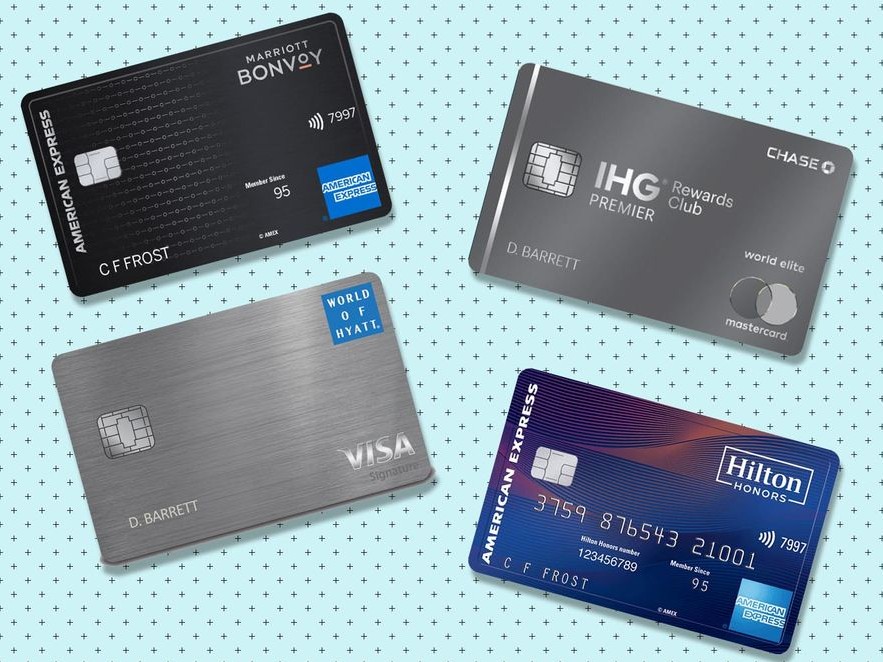 MARRIOTT
BONVOY
AMERICAN EXPRESS
7997
Member Since
95
AMERICAN
EXPRESS
© AMEX
C F FROST
CHASE
IHG® Rewards
Club
PREMIER
D. BARRETT
world elite
mastercard
WORLD
OF
HYATT.
VISA
Signature
D. BARRETT
AMERICAN EXPRESS
Hilton
HONORS
3759 876543 21001
7997
Hilton Honors number
123456789
Member Since
95
C F FROST
© AMEX
AMERICAN
EXPRESS